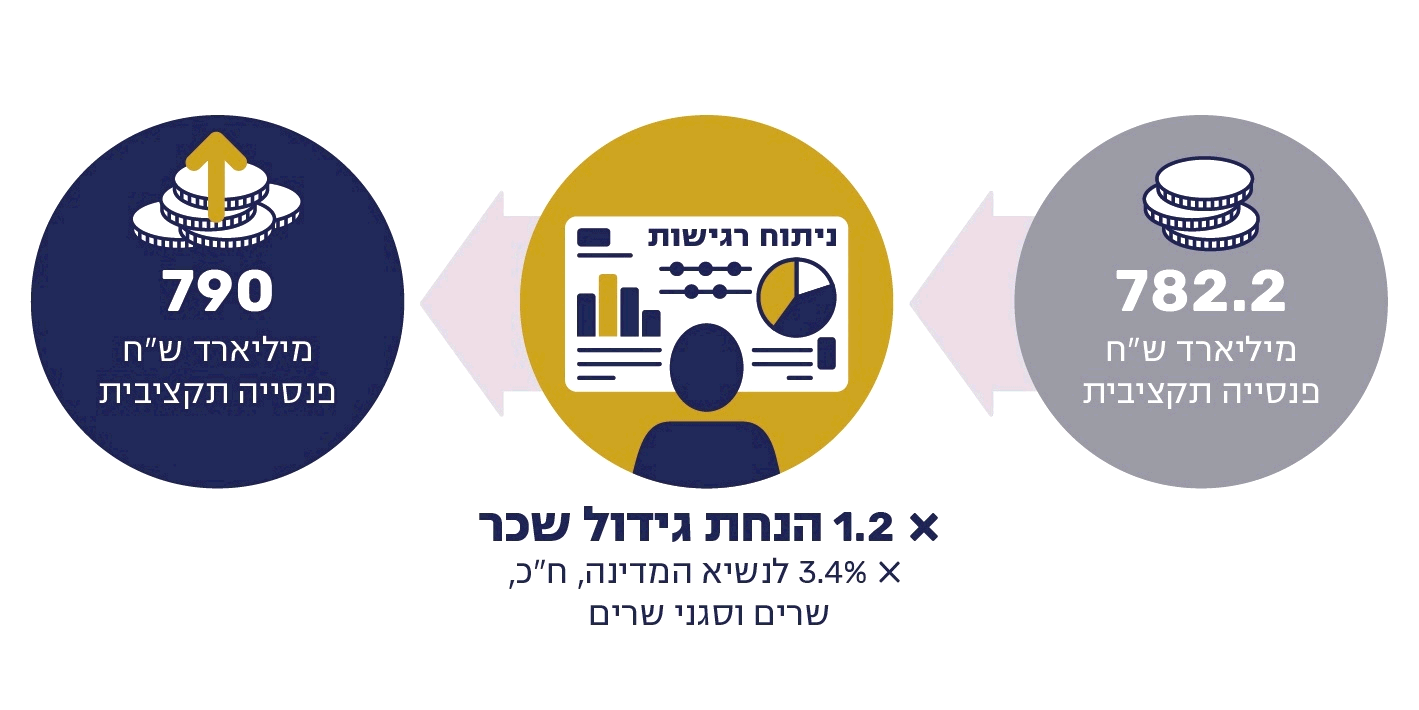 782.2
מיליארד ש"ח
פנסייה תקציבית
ניתוח רגישות
× 1.2 הנחת גידול שכר
× 3.4% לנשיא המדינה, ח"כ,
שרים וסגני שרים
790
מיליארד ש"ח
פנסייה תקציבית